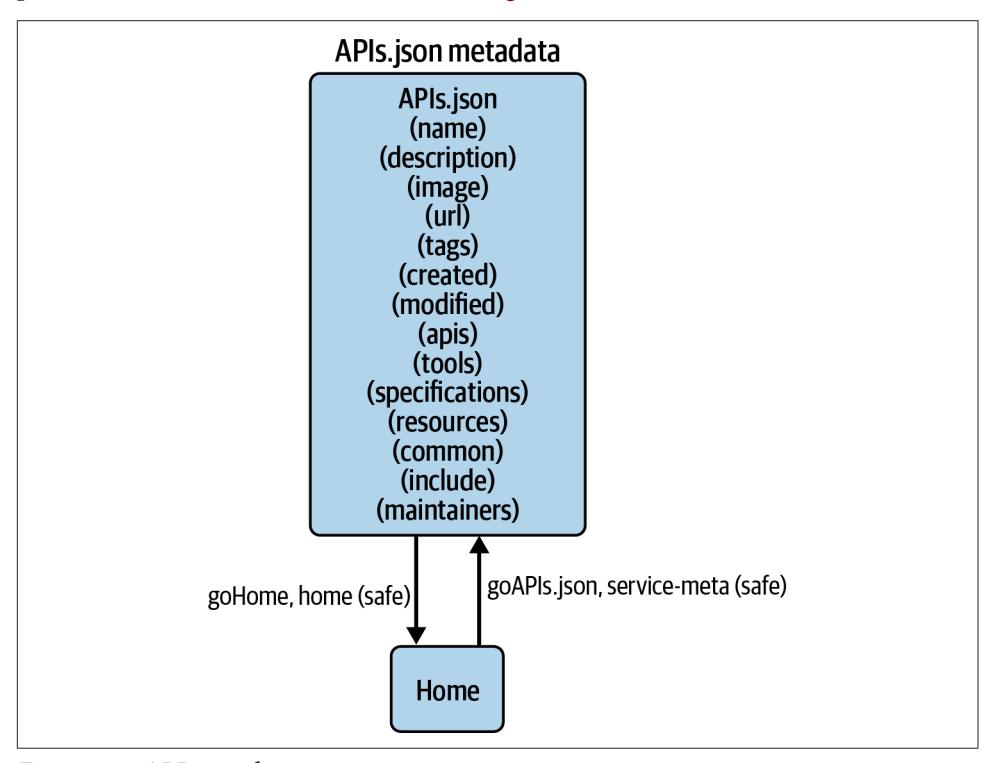 APIs.json metadata
APIs.json
(name)
(description)
(image)
(url)
(tags)
(created)
(modified)
(apis)
(tools)
(specifications)
(resources)
(common)
(include)
(maintainers)
goHome, home (safe)
goAPIs.json, service-meta (safe)
Home